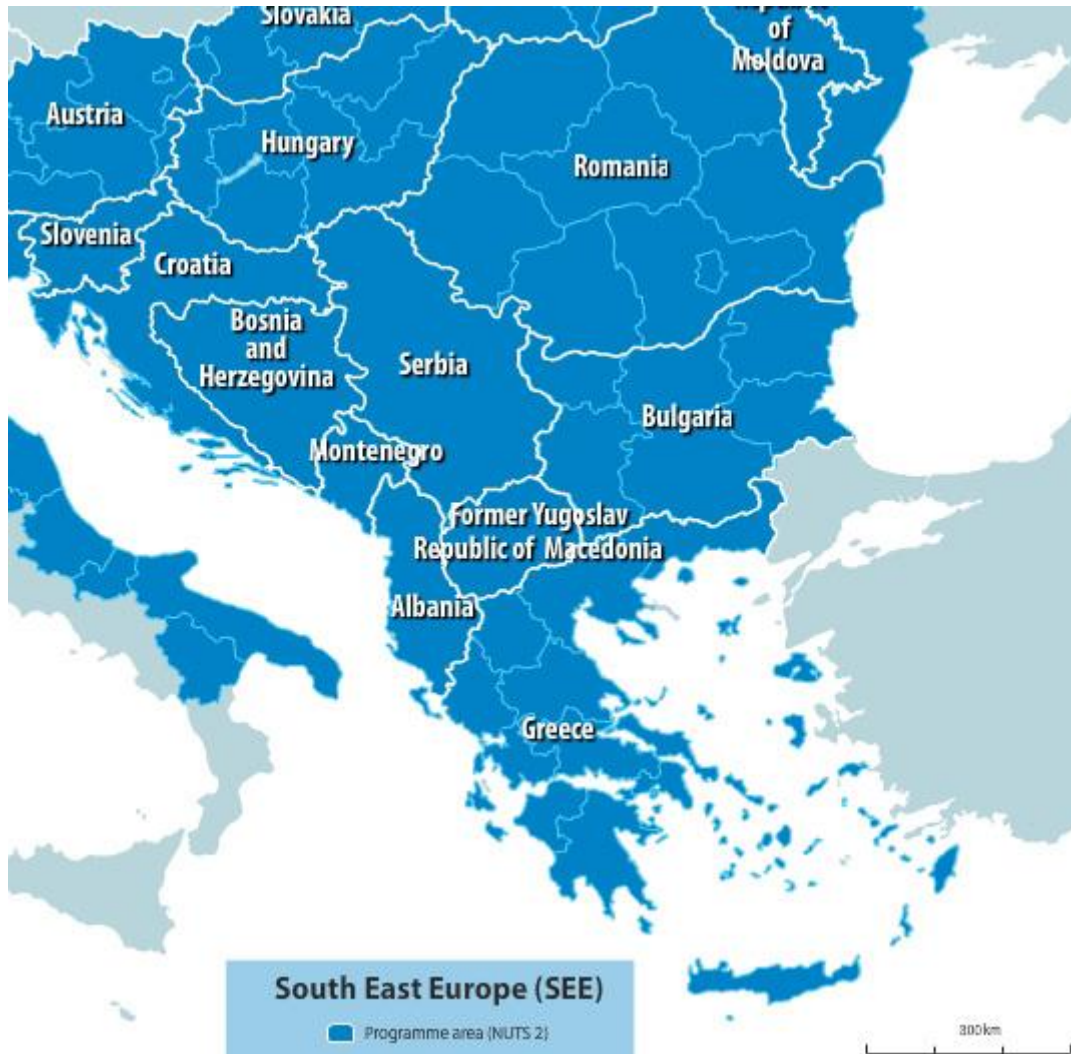 Slovakia
of
Moldova
Austria
Hungary
Romania
Slovenia
Croatia
Bosnia
and
Herzegovina
Serbia
Bulgaria
Montenegro
Former Yugoslav
Republic of Macedonia
Albania
Greece
South East Europe (SEE)
Programme area (NUTS 2)
300km